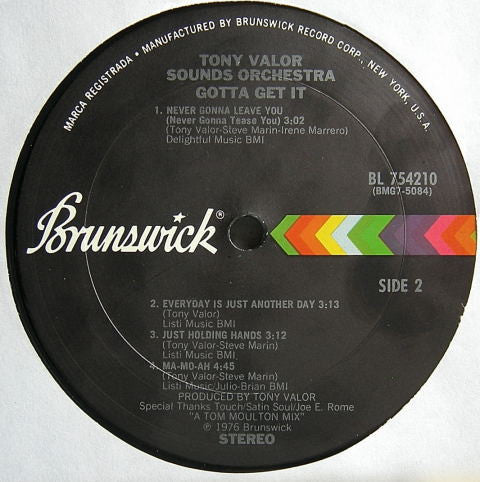 MARCA REGISTRADA • MANUFACTURED BY BRUNSWICK RECORD CORP., NEW YORK, U.S.A.
TONY VALOR
SOUNDS ORCHESTRA
GOTTA GET IT
1. NEVER GONNA LEAVE YOU
(Never Gonna Tease You) 3:02
(Tony Valor-Steve Marin-Irene Marrero)
Delightful Music BMI
BL 754210
(BMG7-5084)
Brunswick®
SIDE 2
2. EVERYDAY IS JUST ANOTHER DAY 3:13
(Tony Valor)
Listi Music BMI
3. JUST HOLDING HANDS 3:12
(Tony Valor-Steve Marin)
Listi Music BMI
4. MA-MO-AH 4:45
(Tony Valor-Steve Marin)
Listi Music/Julio-Brian BMI
PRODUCED BY TONY VALOR
Special Thanks Touch/Satin Soul/Joe E. Rome
"A TOM MOULTON MIX"
℗ 1976 Brunswick
STEREO